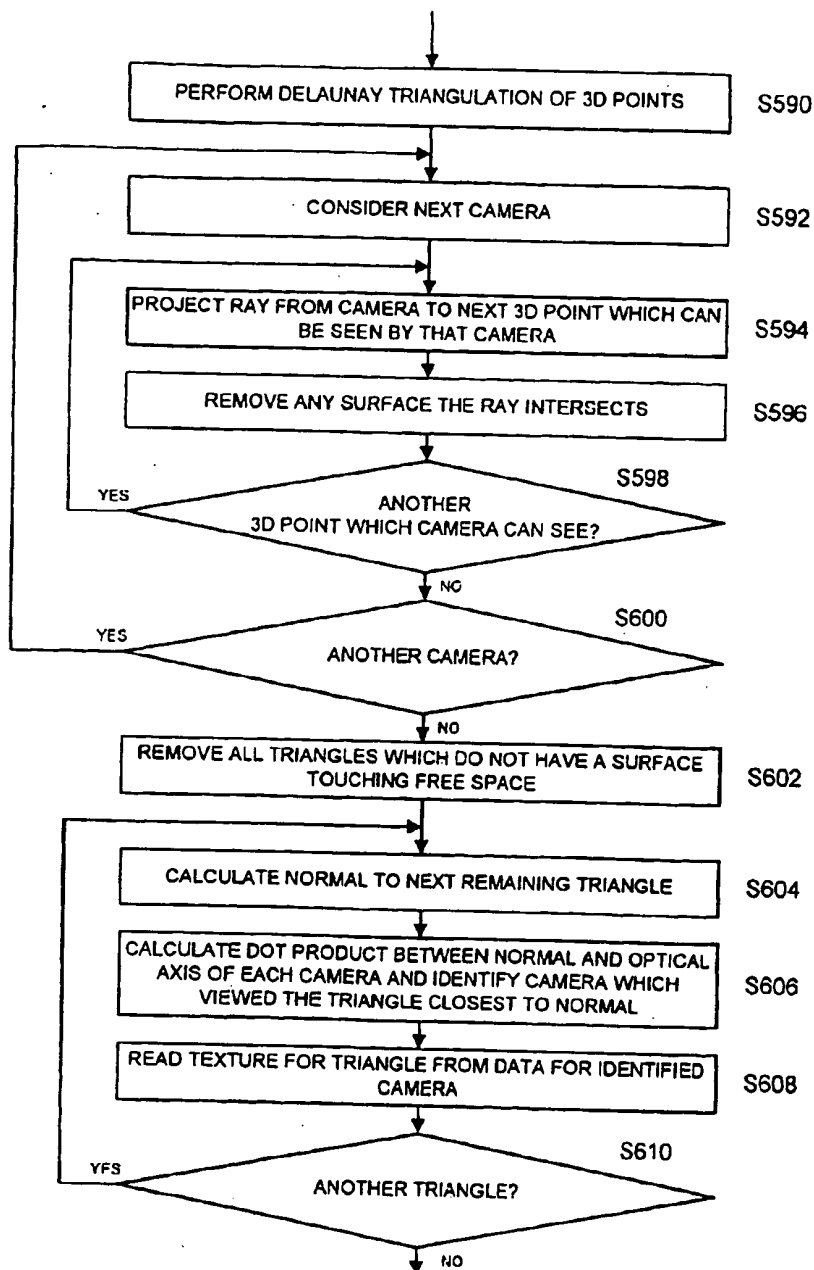 PERFORM DELAUNAY TRIANGULATION OF 3D POINTS
S590
CONSIDER NEXT CAMERA
S592
PROJECT RAY FROM CAMERA TO NEXT 3D POINT WHICH CAN
BE SEEN BY THAT CAMERA
S594
REMOVE ANY SURFACE THE RAY INTERSECTS
S596
S598
YES
ANOTHER
3D POINT WHICH CAMERA CAN SEE?
NO
S600
YES
ANOTHER CAMERA?
NO
REMOVE ALL TRIANGLES WHICH DO NOT HAVE A SURFACE
TOUCHING FREE SPACE
S602
CALCULATE NORMAL TO NEXT REMAINING TRIANGLE
S604
CALCULATE DOT PRODUCT BETWEEN NORMAL AND OPTICAL
AXIS OF EACH CAMERA AND IDENTIFY CAMERA WHICH
VIEWED THE TRIANGLE CLOSEST TO NORMAL
S606
READ TEXTURE FOR TRIANGLE FROM DATA FOR IDENTIFIED
CAMERA
S608
S610
YES
ANOTHER TRIANGLE?
NO